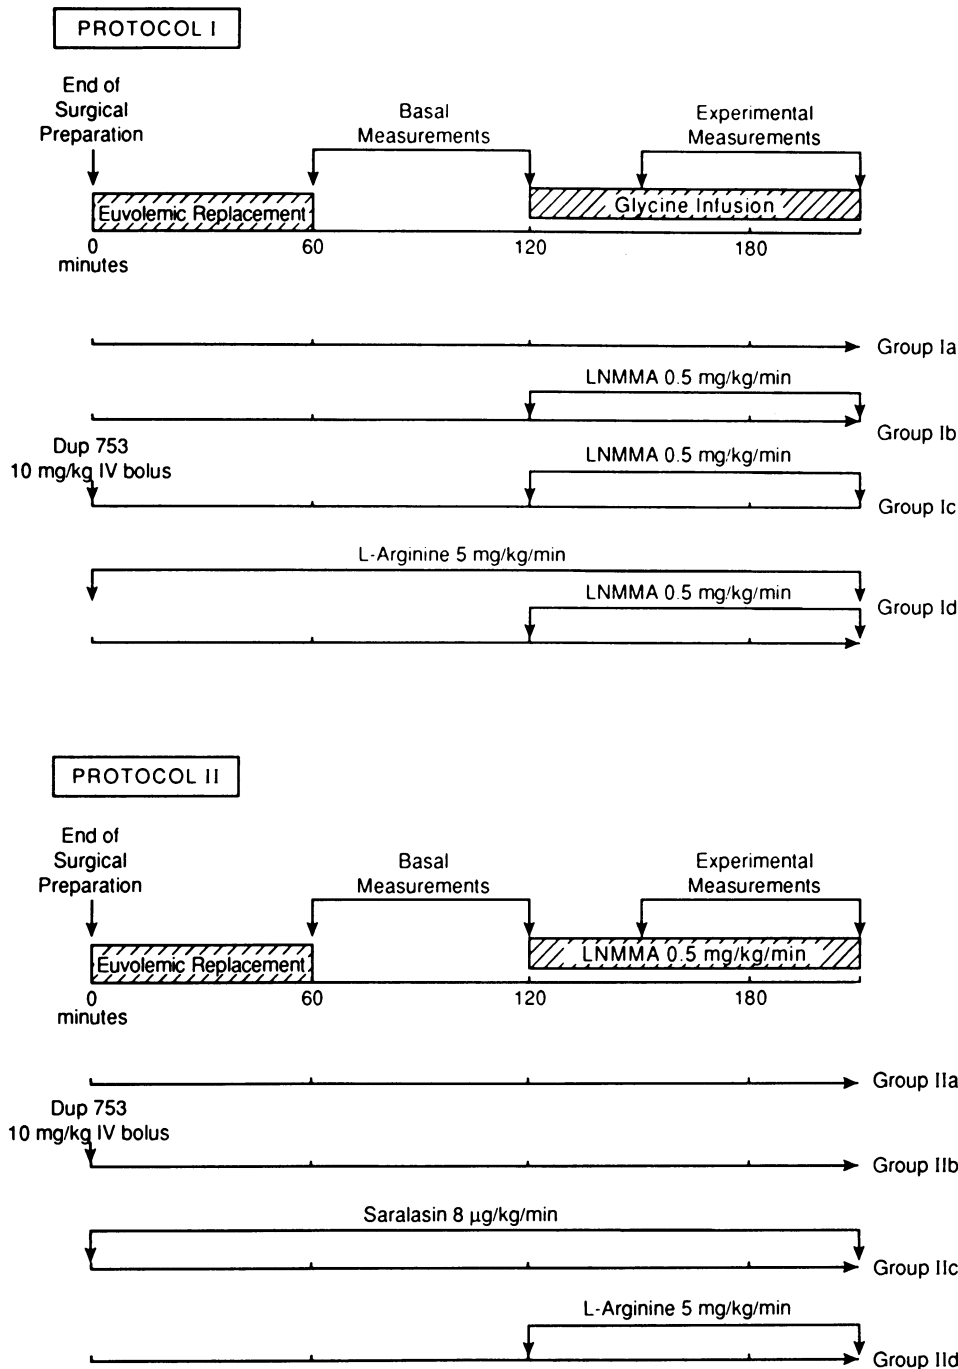 PROTOCOL I
End of
Surgical
Preparation
Basal
Measurements
Experimental
Measurements
Euvolemic Replacement
Glycine Infusion
0
60
120
180
minutes
Group Ia
LNMMA 0.5 mg/kg/min
Group Ib
Dup 753
10 mg/kg IV bolus
LNMMA 0.5 mg/kg/min
Group Ic
L-Arginine 5 mg/kg/min
LNMMA 0.5 mg/kg/min
Group Id
PROTOCOL II
End of
Surgical
Preparation
Basal
Measurements
Experimental
Measurements
Euvolemic Replacement
LNMMA 0.5 mg/kg/min
0
60
120
180
minutes
Group IIa
Dup 753
10 mg/kg IV bolus
Group IIb
Saralasin 8 µg/kg/min
Group IIc
L-Arginine 5 mg/kg/min
Group IId